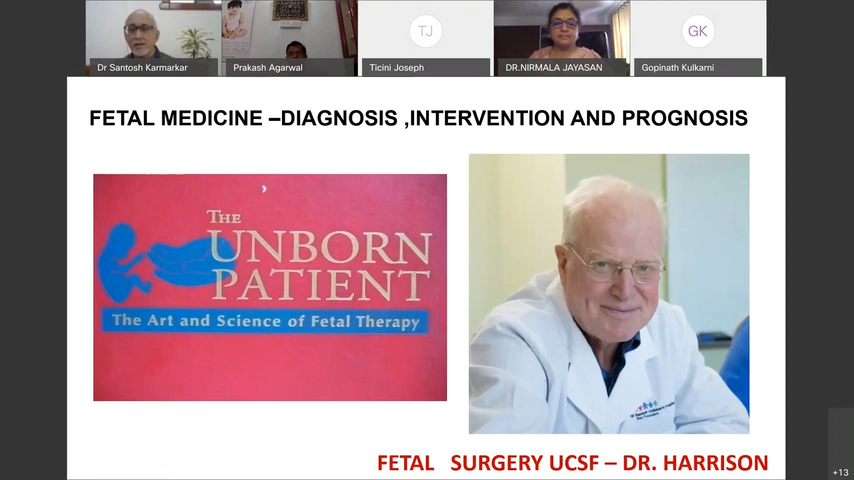 Dr Santosh Karmarkar
Prakash Agarwal
TJ
Ticini Joseph
DR.NIRMALA JAYASAN
GK
Gopinath Kulkarni
FETAL MEDICINE –DIAGNOSIS ,INTERVENTION AND PROGNOSIS
THE
UNBORN
PATIENT
The Art and Science of Fetal Therapy
FETAL SURGERY UCSF – DR. HARRISON
+13